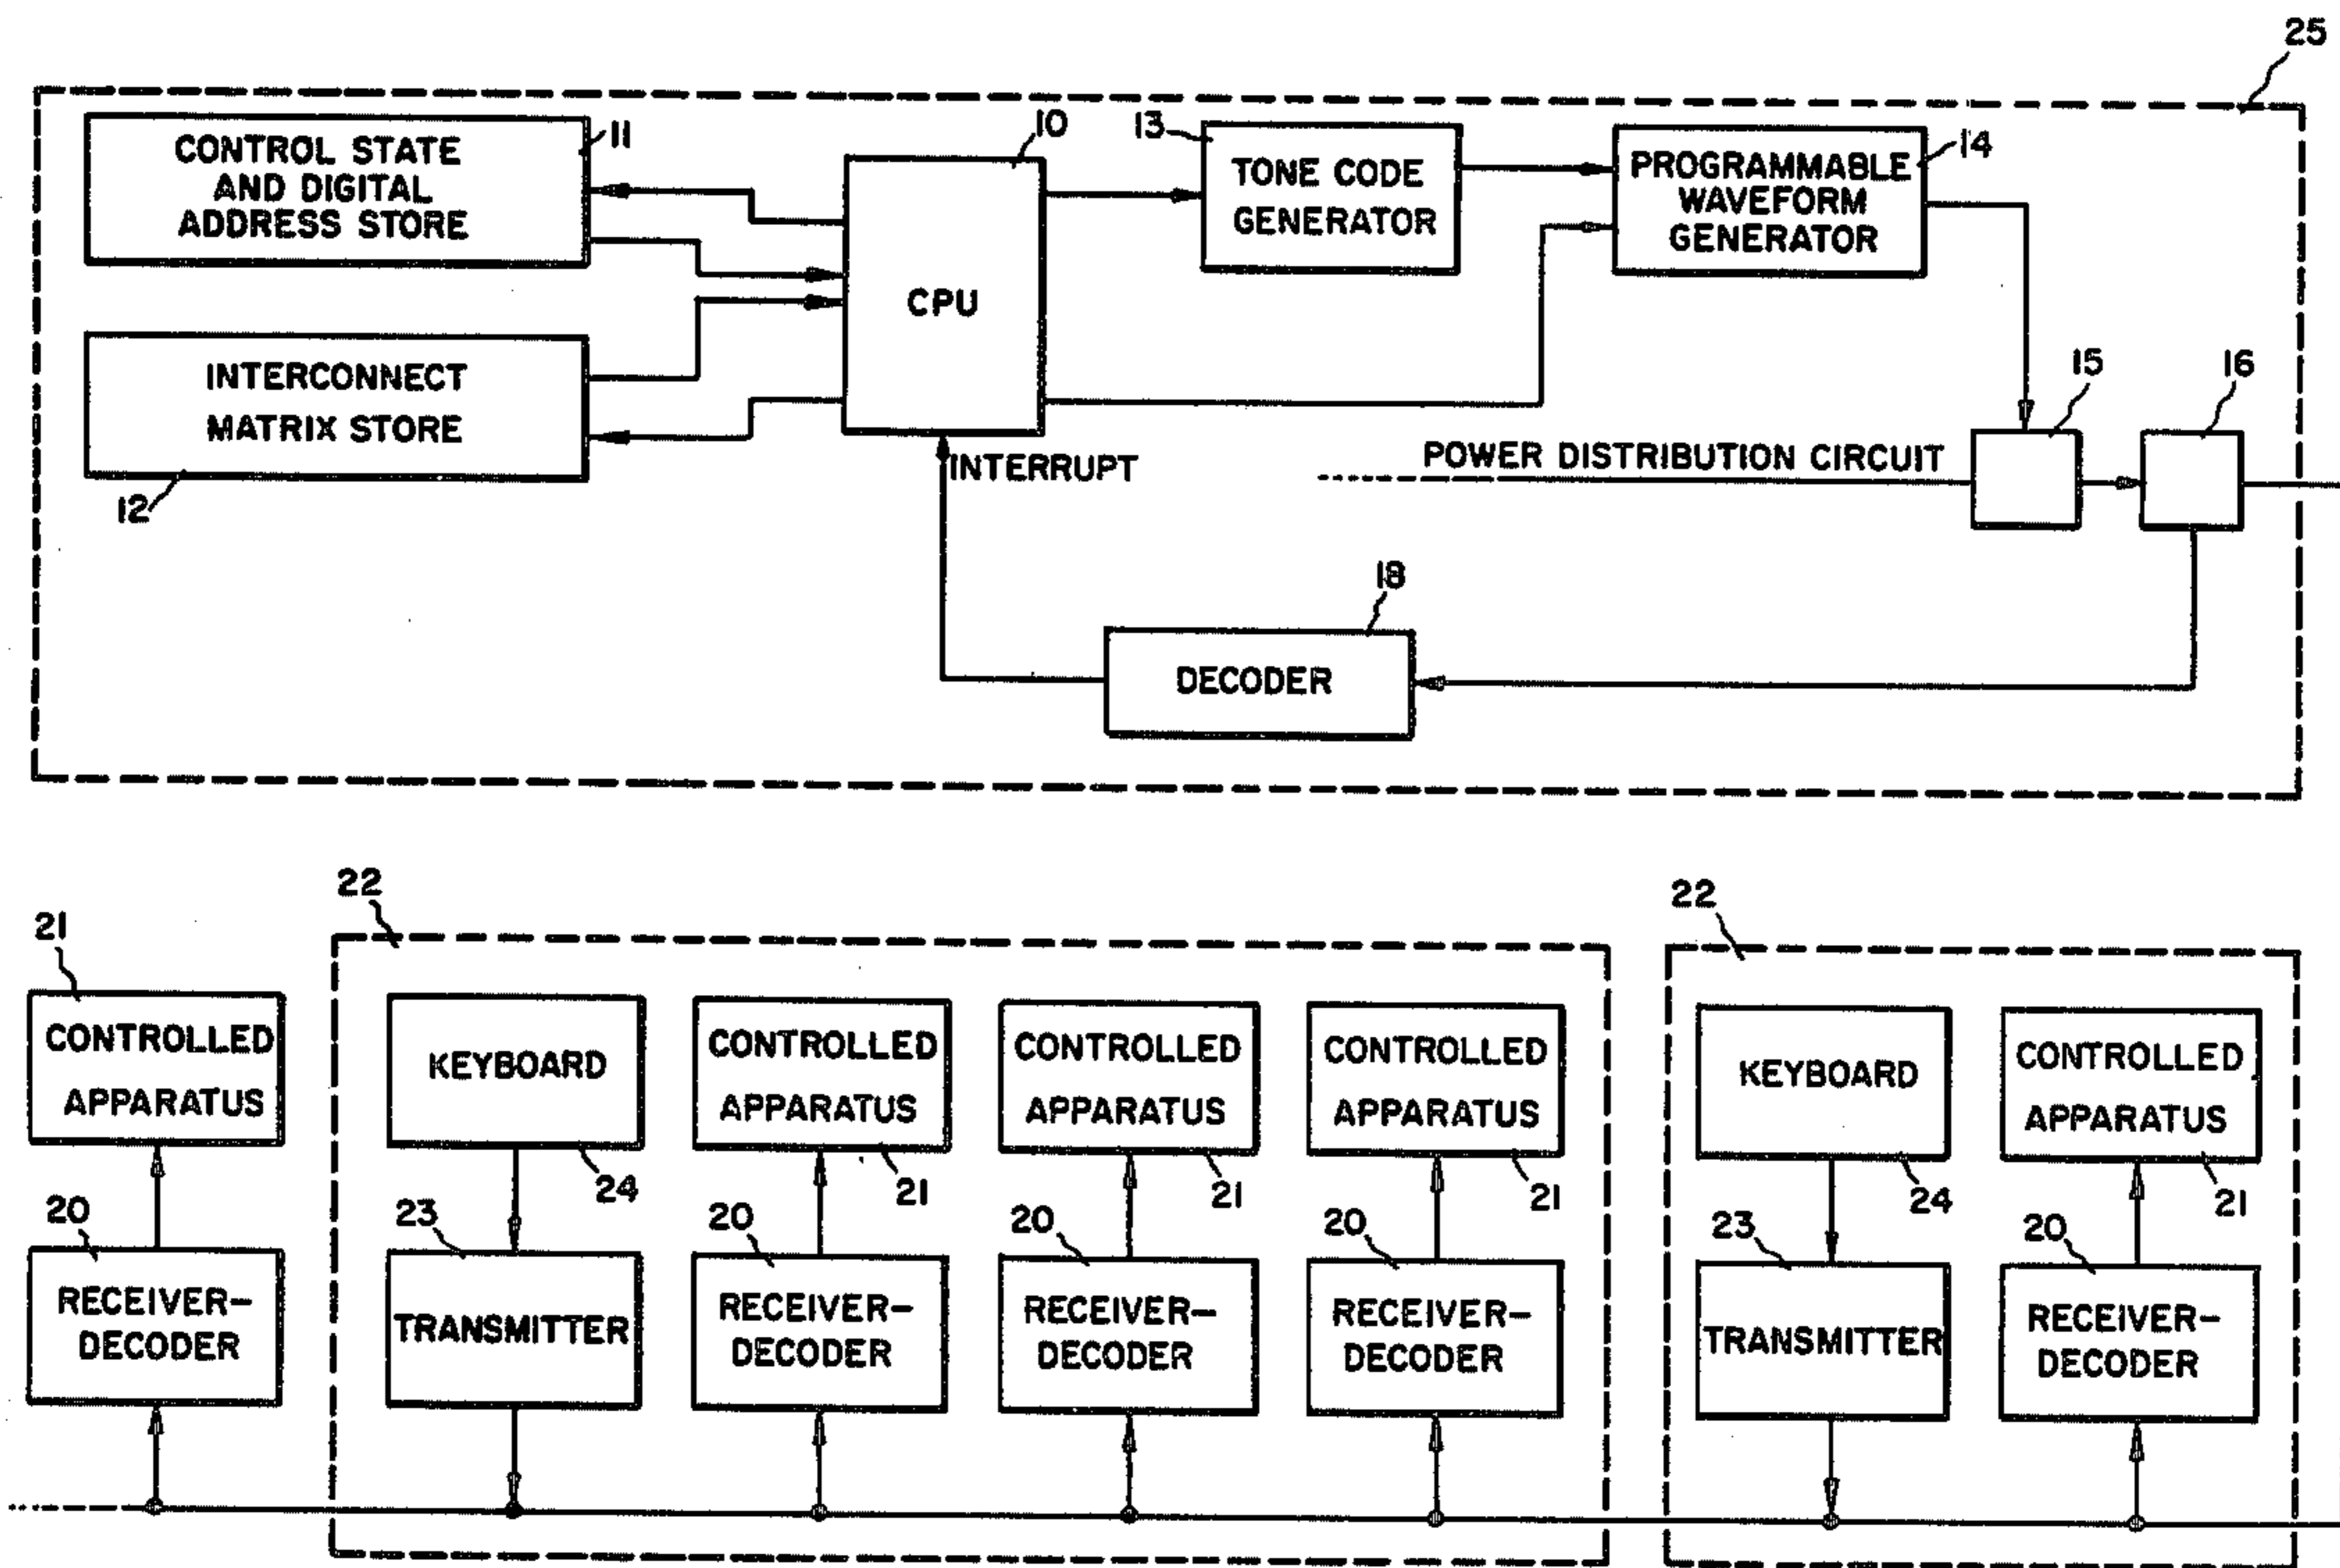 25
CONTROL STATE
AND DIGITAL
ADDRESS STORE
11
10
CPU
13
TONE CODE
GENERATOR
PROGRAMMABLE
WAVEFORM
GENERATOR
14
INTERCONNECT
MATRIX STORE
12
INTERRUPT
POWER DISTRIBUTION CIRCUIT
15
16
18
DECODER
22
22
21
CONTROLLED
APPARATUS
KEYBOARD
24
CONTROLLED
APPARATUS
21
CONTROLLED
APPARATUS
21
CONTROLLED
APPARATUS
21
KEYBOARD
24
CONTROLLED
APPARATUS
21
20
RECEIVER-
DECODER
23
TRANSMITTER
20
RECEIVER-
DECODER
20
RECEIVER-
DECODER
20
RECEIVER-
DECODER
23
TRANSMITTER
20
RECEIVER-
DECODER